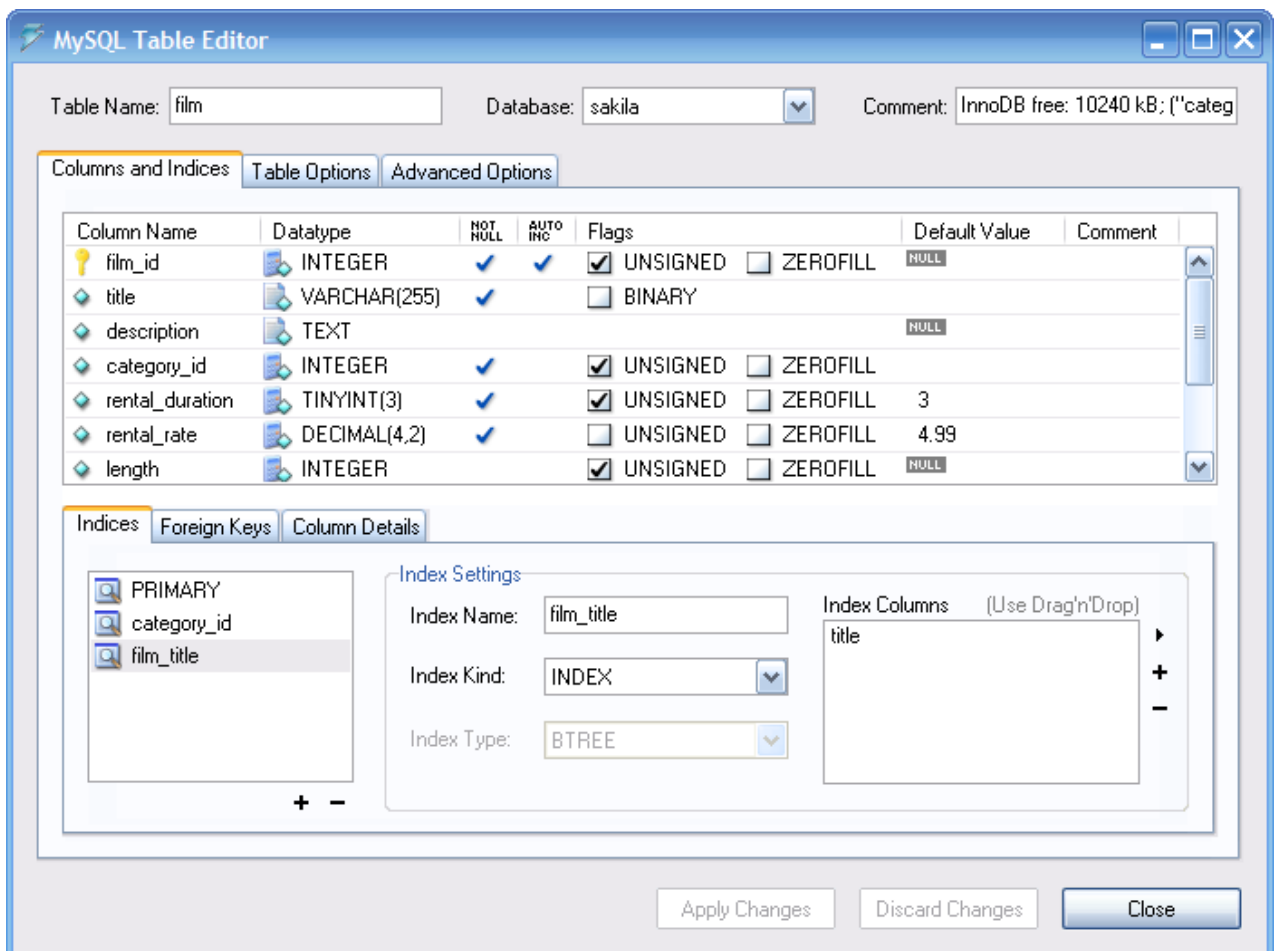 MySQL Table Editor
Table Name: film Database: sakila Comment: InnoDB free: 10240 kB; ("categ
Columns and Indices Table Options Advanced Options
Column Name Datatype NOT NULL AUTO INC Flags Default Value Comment
film_id INTEGER UNSIGNED ZEROFILL NULL
title VARCHAR(255) BINARY
description TEXT NULL
category_id INTEGER UNSIGNED ZEROFILL
rental_duration TINYINT(3) UNSIGNED ZEROFILL 3
rental_rate DECIMAL(4,2) UNSIGNED ZEROFILL 4.99
length INTEGER UNSIGNED ZEROFILL NULL
Indices Foreign Keys Column Details
PRIMARY
category_id
film_title
Index Settings
Index Name: film_title
Index Kind: INDEX
Index Type: BTREE
Index Columns (Use Drag'n'Drop)
title
Apply Changes Discard Changes Close